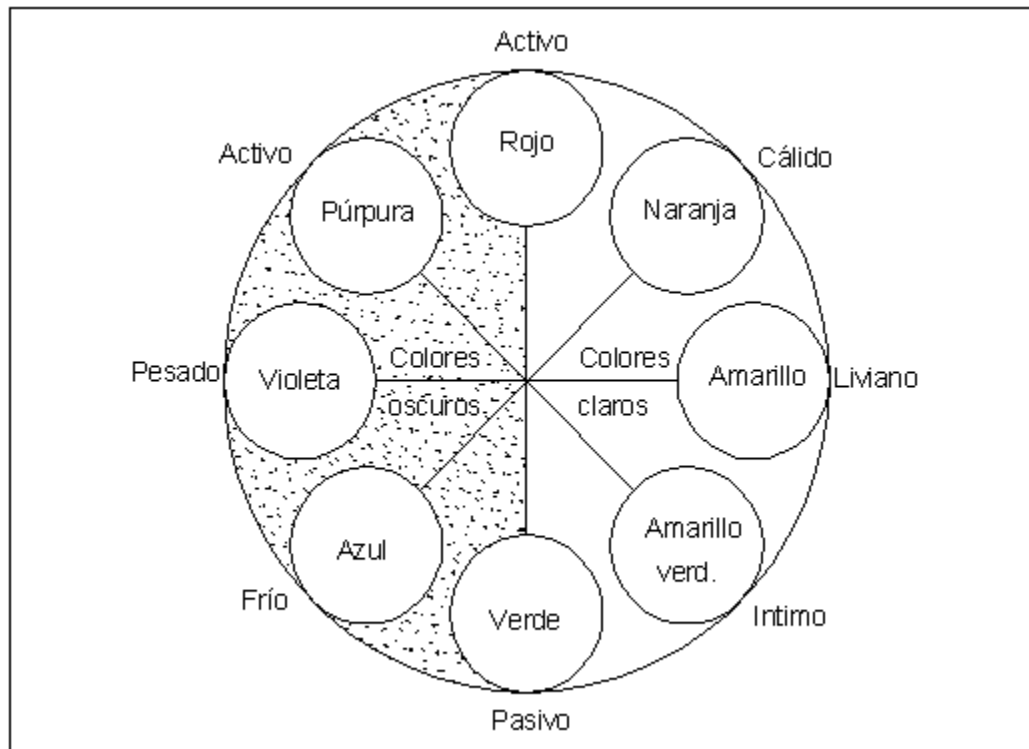 Activo
Rojo
Activo
Cálido
Púrpura
Naranja
Pesado
Violeta
Colores
oscuros
Colores
claros
Amarillo
Liviano
Azul
Amarillo
verd.
Frío
Verde
Intimo
Pasivo